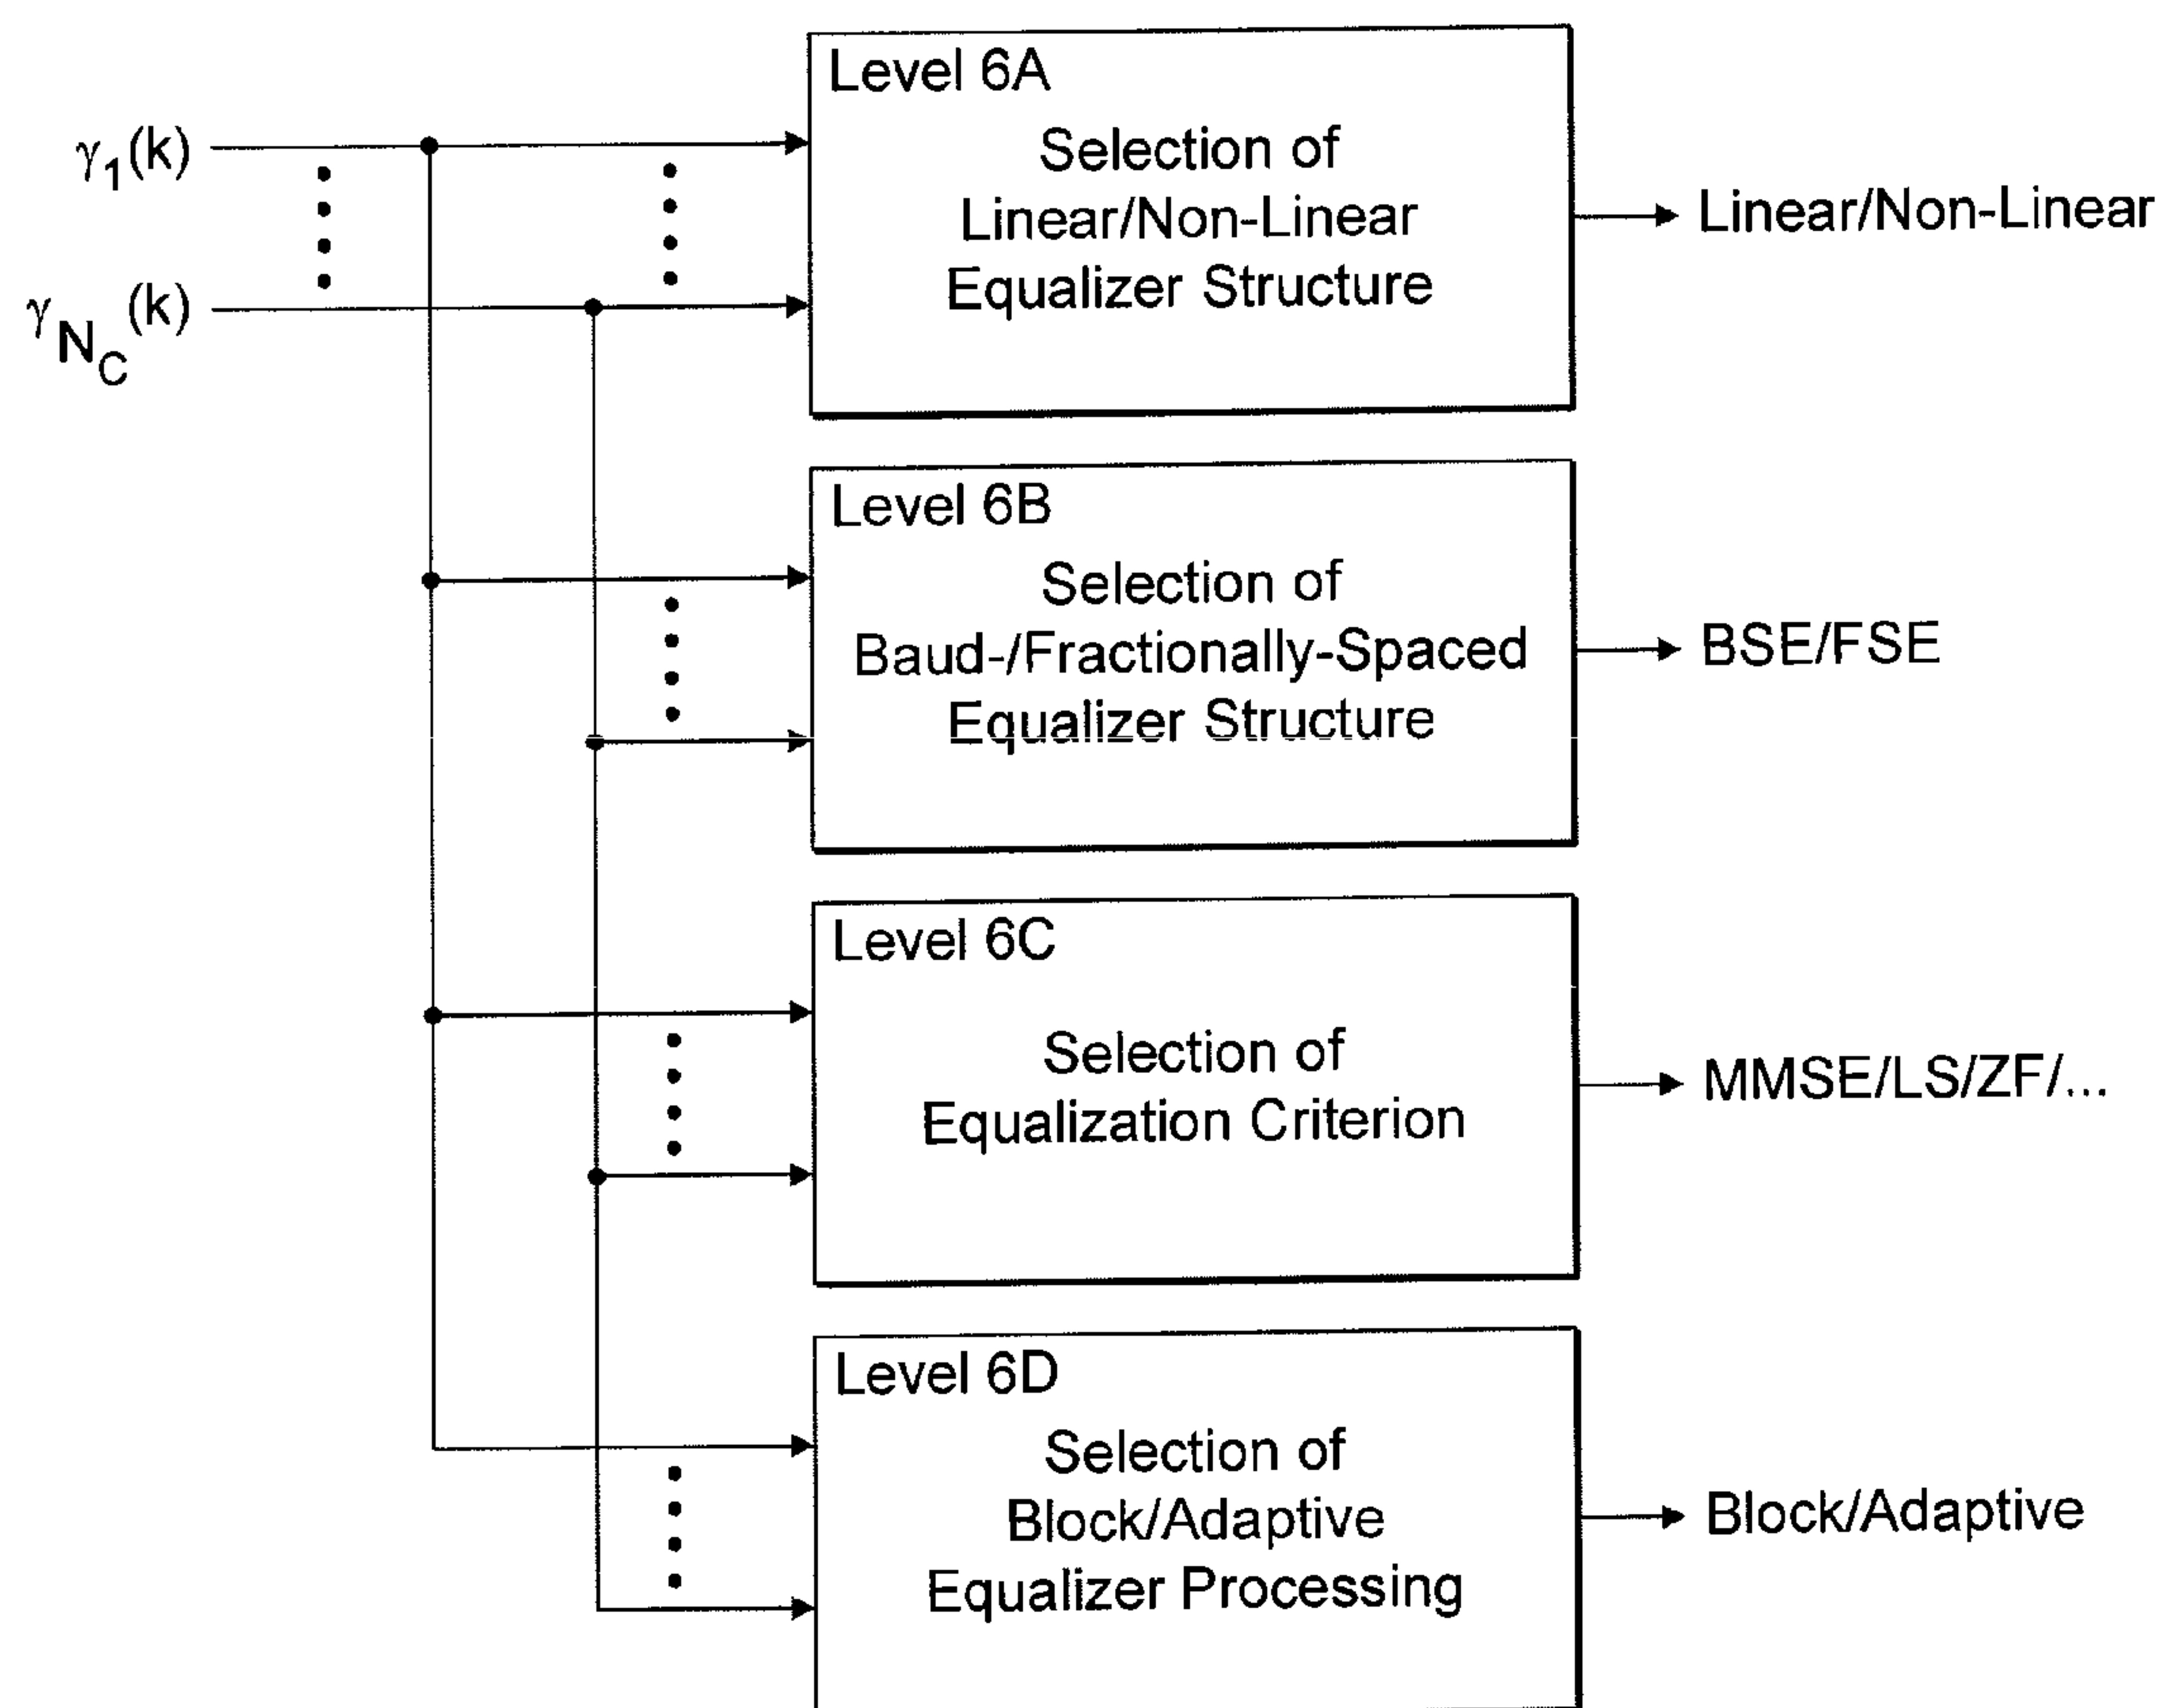 Level 6A
γ1(k)
γNC(k)
Selection of
Linear/Non-Linear
Equalizer Structure
Linear/Non-Linear
Level 6B
Selection of
Baud-/Fractionally-Spaced
Equalizer Structure
BSE/FSE
Level 6C
Selection of
Equalization Criterion
MMSE/LS/ZF/...
Level 6D
Selection of
Block/Adaptive
Equalizer Processing
Block/Adaptive